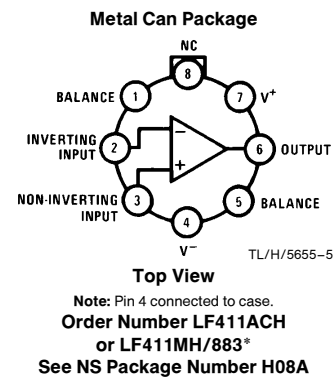 Metal Can Package
NC
8
BALANCE 1
7 V+
INVERTING INPUT 2
−
6 OUTPUT
+
NON-INVERTING INPUT 3
5 BALANCE
4
V−
TL/H/5655–5
Top View
Note: Pin 4 connected to case.
Order Number LF411ACH
or LF411MH/883*
See NS Package Number H08A